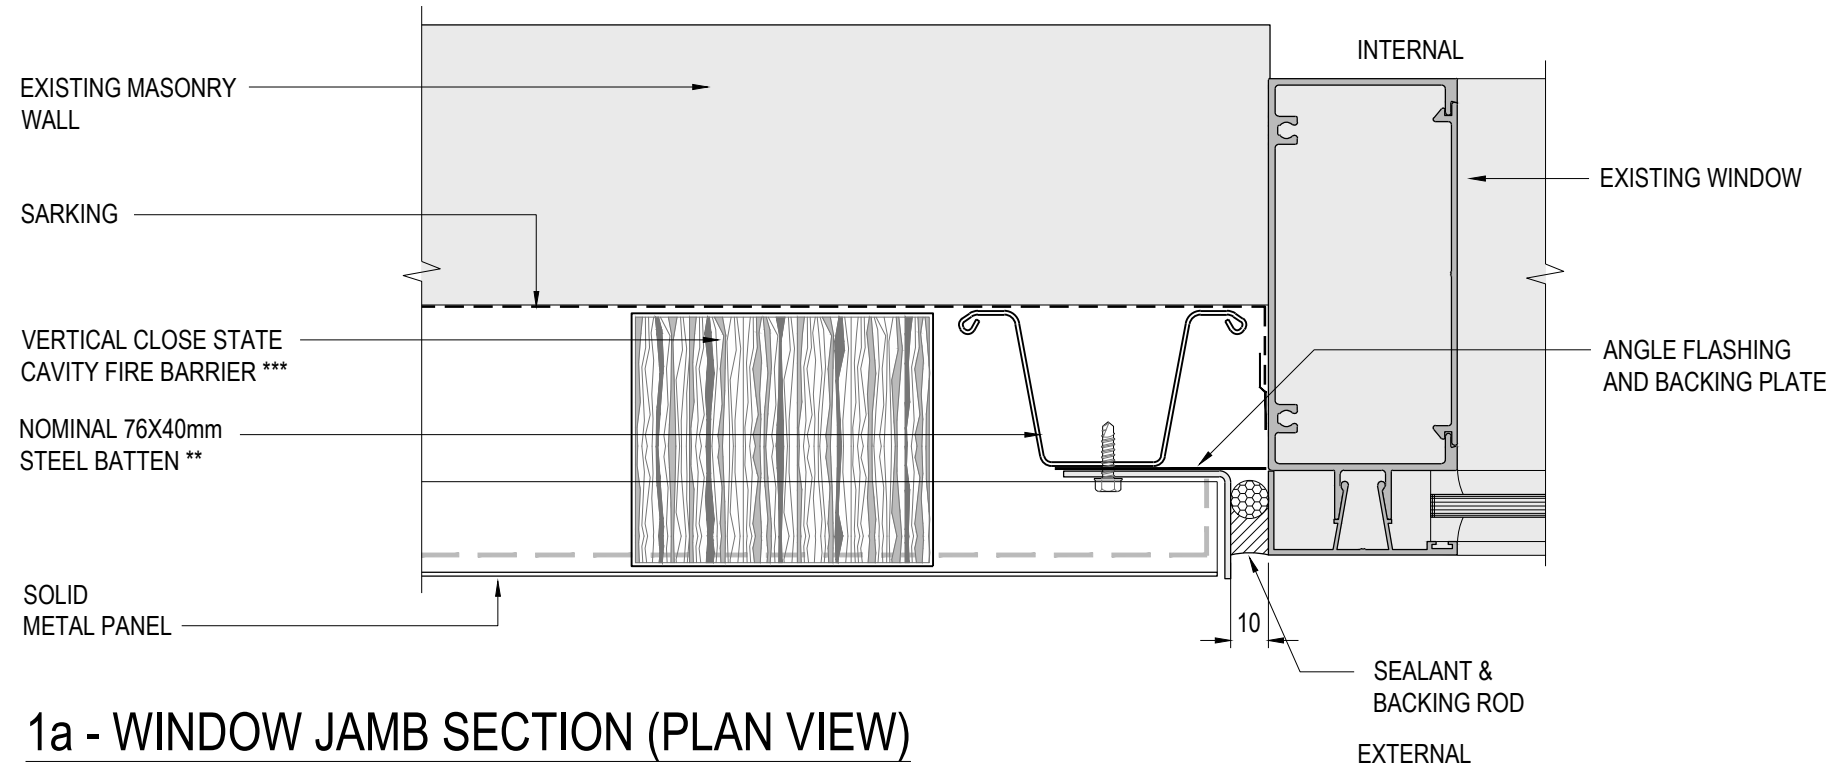 INTERNAL
EXISTING MASONRY
WALL
EXISTING WINDOW
SARKING
VERTICAL CLOSE STATE
CAVITY FIRE BARRIER ***
ANGLE FLASHING
AND BACKING PLATE
NOMINAL 76X40mm
STEEL BATTEN **
SOLID
METAL PANEL
10
SEALANT &
BACKING ROD
1a - WINDOW JAMB SECTION (PLAN VIEW)
EXTERNAL